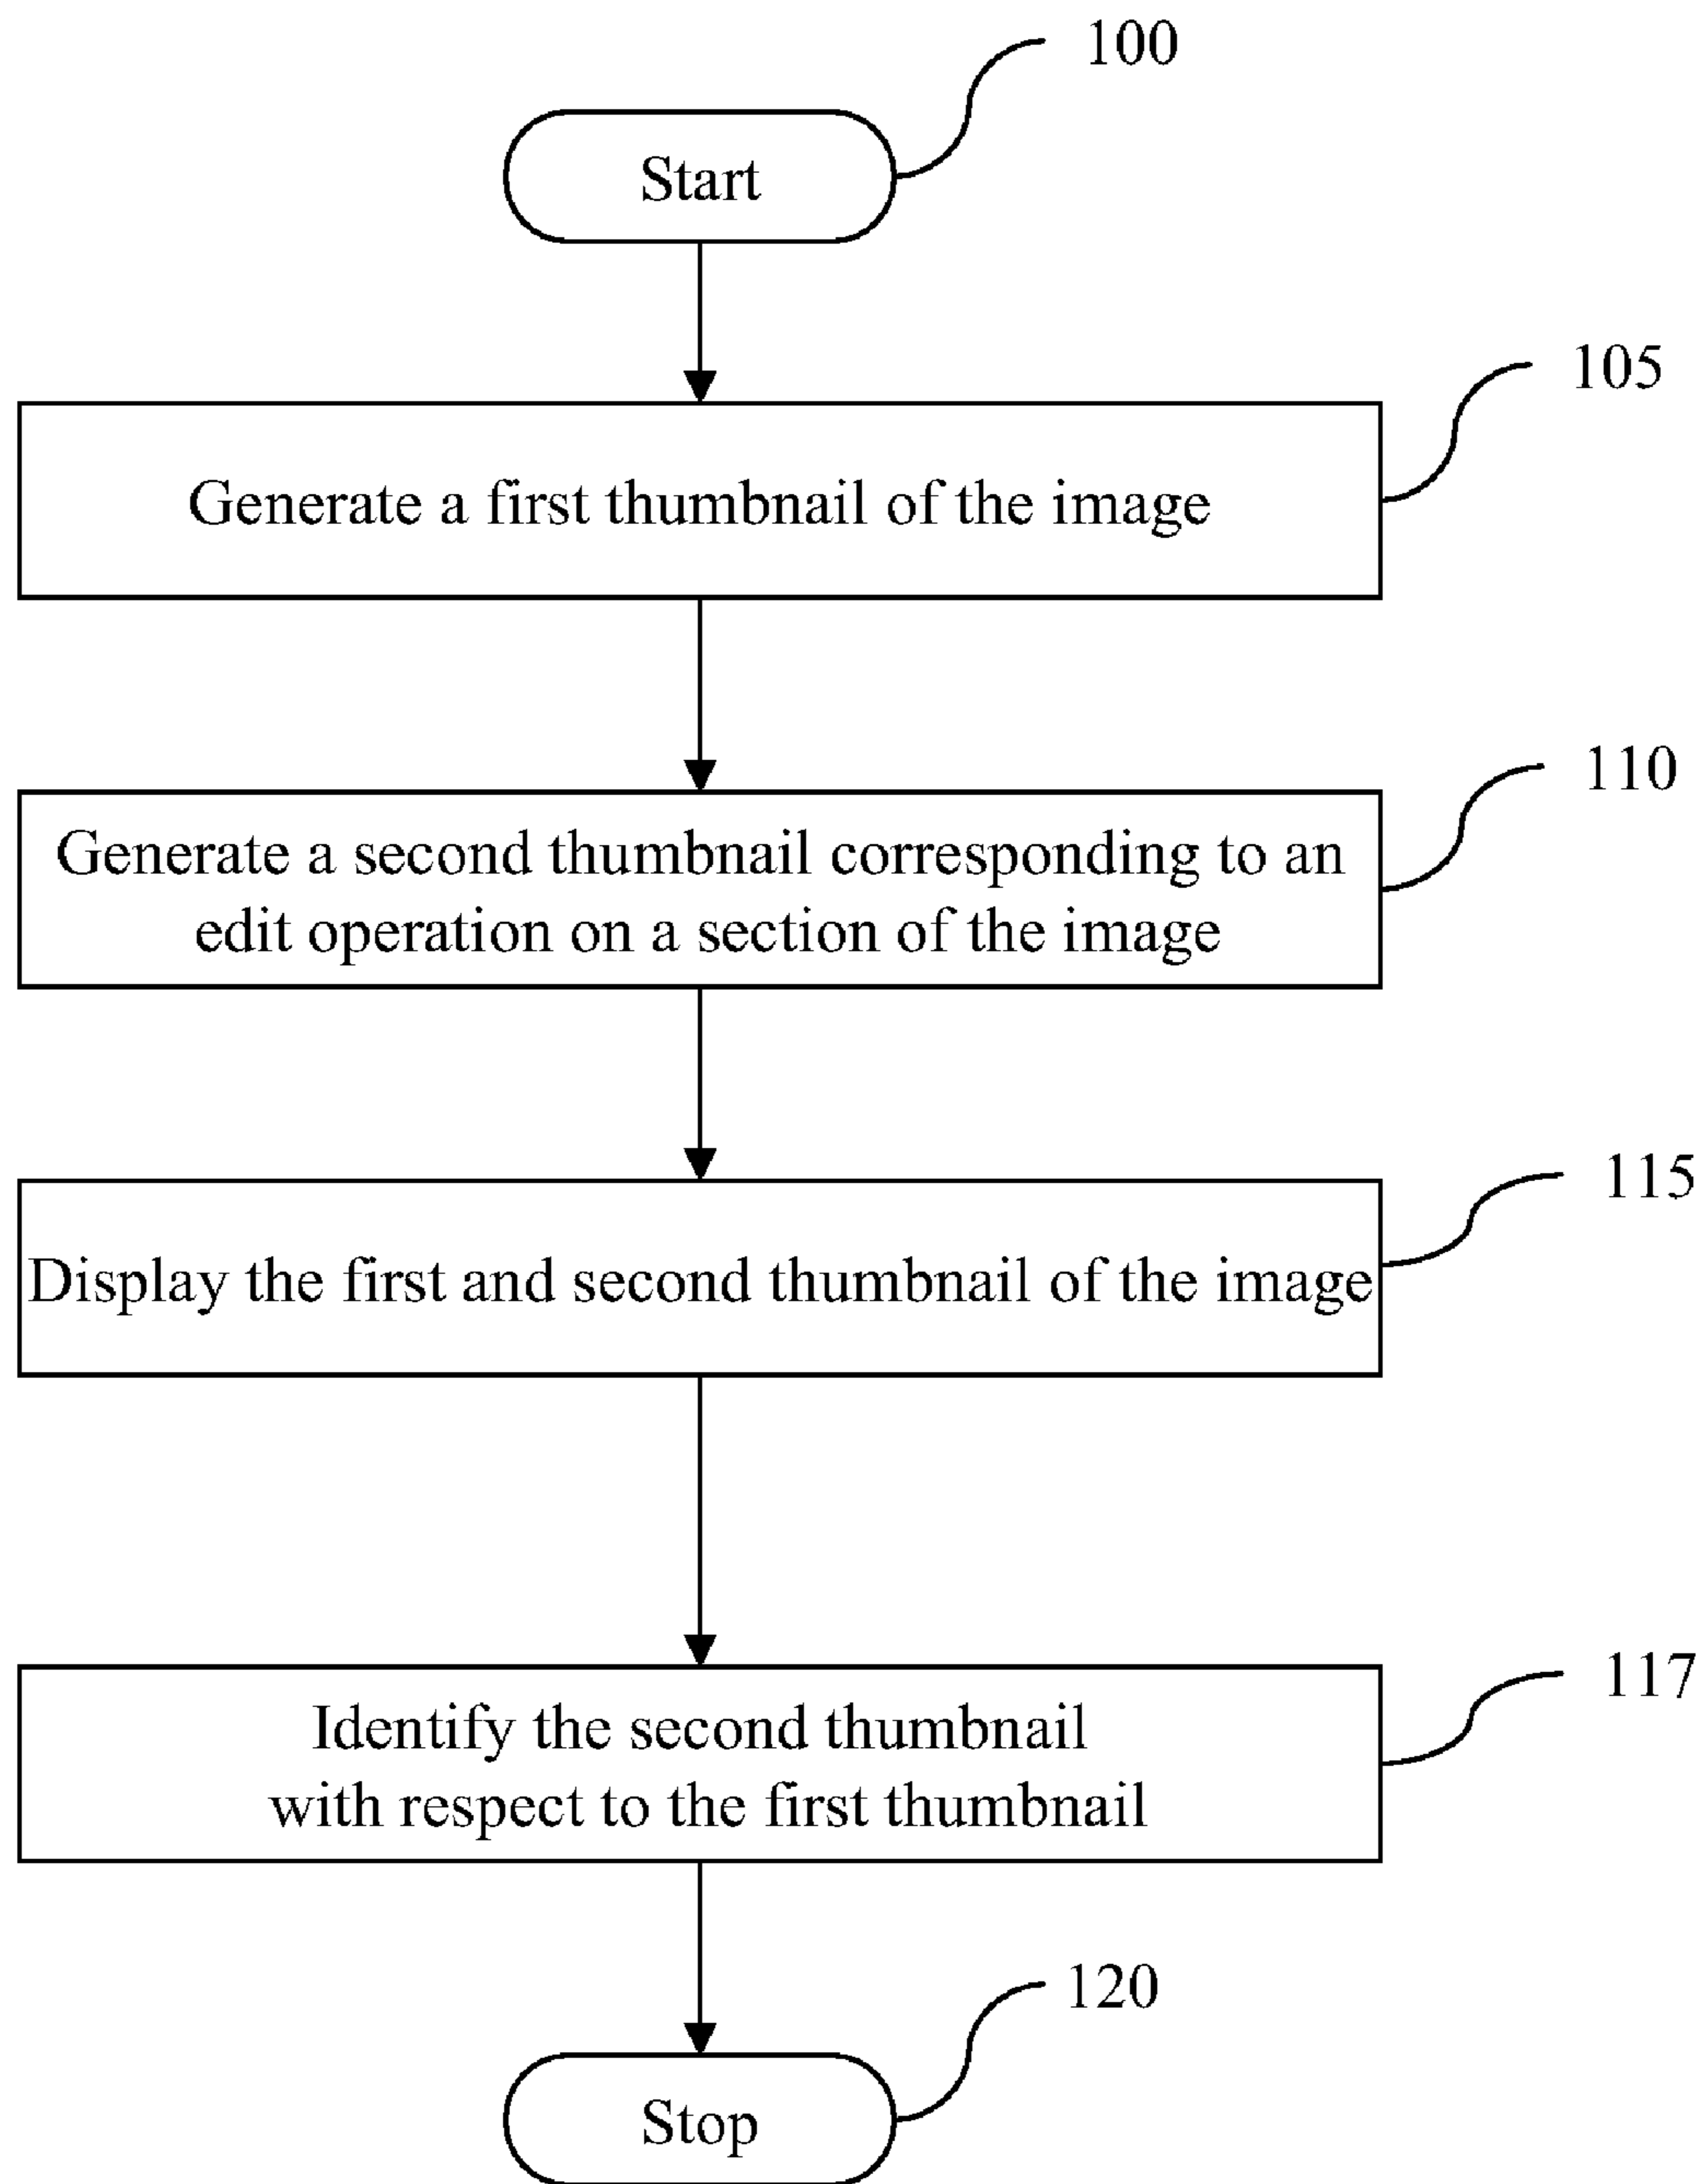 100
Start
105
Generate a first thumbnail of the image
110
Generate a second thumbnail corresponding to an
edit operation on a section of the image
115
Display the first and second thumbnail of the image
117
Identify the second thumbnail
with respect to the first thumbnail
120
Stop